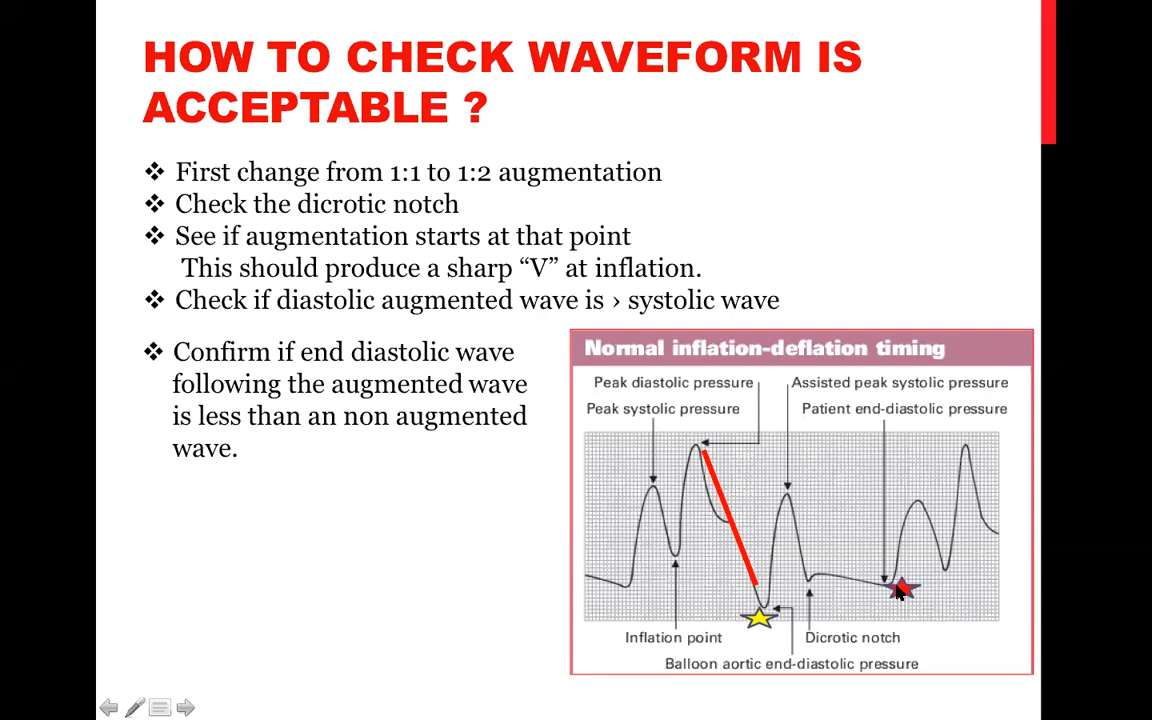 HOW TO CHECK WAVEFORM IS
ACCEPTABLE ?
❖ First change from 1:1 to 1:2 augmentation
❖ Check the dicrotic notch
❖ See if augmentation starts at that point
This should produce a sharp “V” at inflation.
❖ Check if diastolic augmented wave is › systolic wave
❖ Confirm if end diastolic wave
following the augmented wave
is less than an non augmented
wave.
Normal inflation-deflation timing
Peak diastolic pressure
Assisted peak systolic pressure
Peak systolic pressure
Patient end-diastolic pressure
Inflation point
Dicrotic notch
Balloon aortic end-diastolic pressure